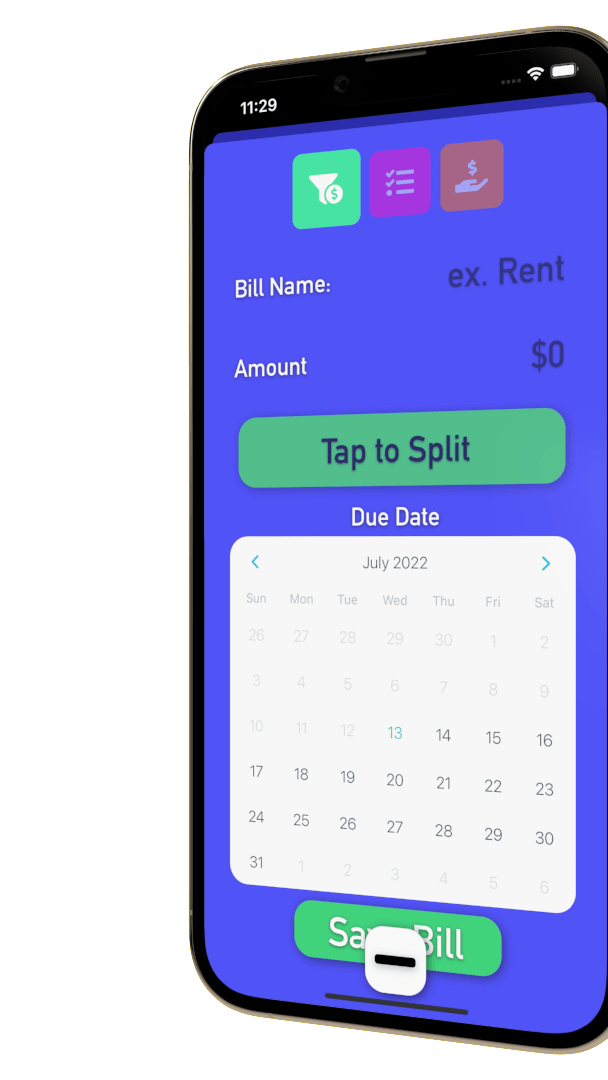 11:29
Bill Name:
ex. Rent
Amount
$0
Tap to Split
Due Date
July 2022
Sun Mon Tue Wed Thu Fri Sat
26 27 28 29 30 1 2
3 4 5 6 7 8 9
10 11 12 13 14 15 16
17 18 19 20 21 22 23
24 25 26 27 28 29 30
31 1 2 3 4 5 6
Bill